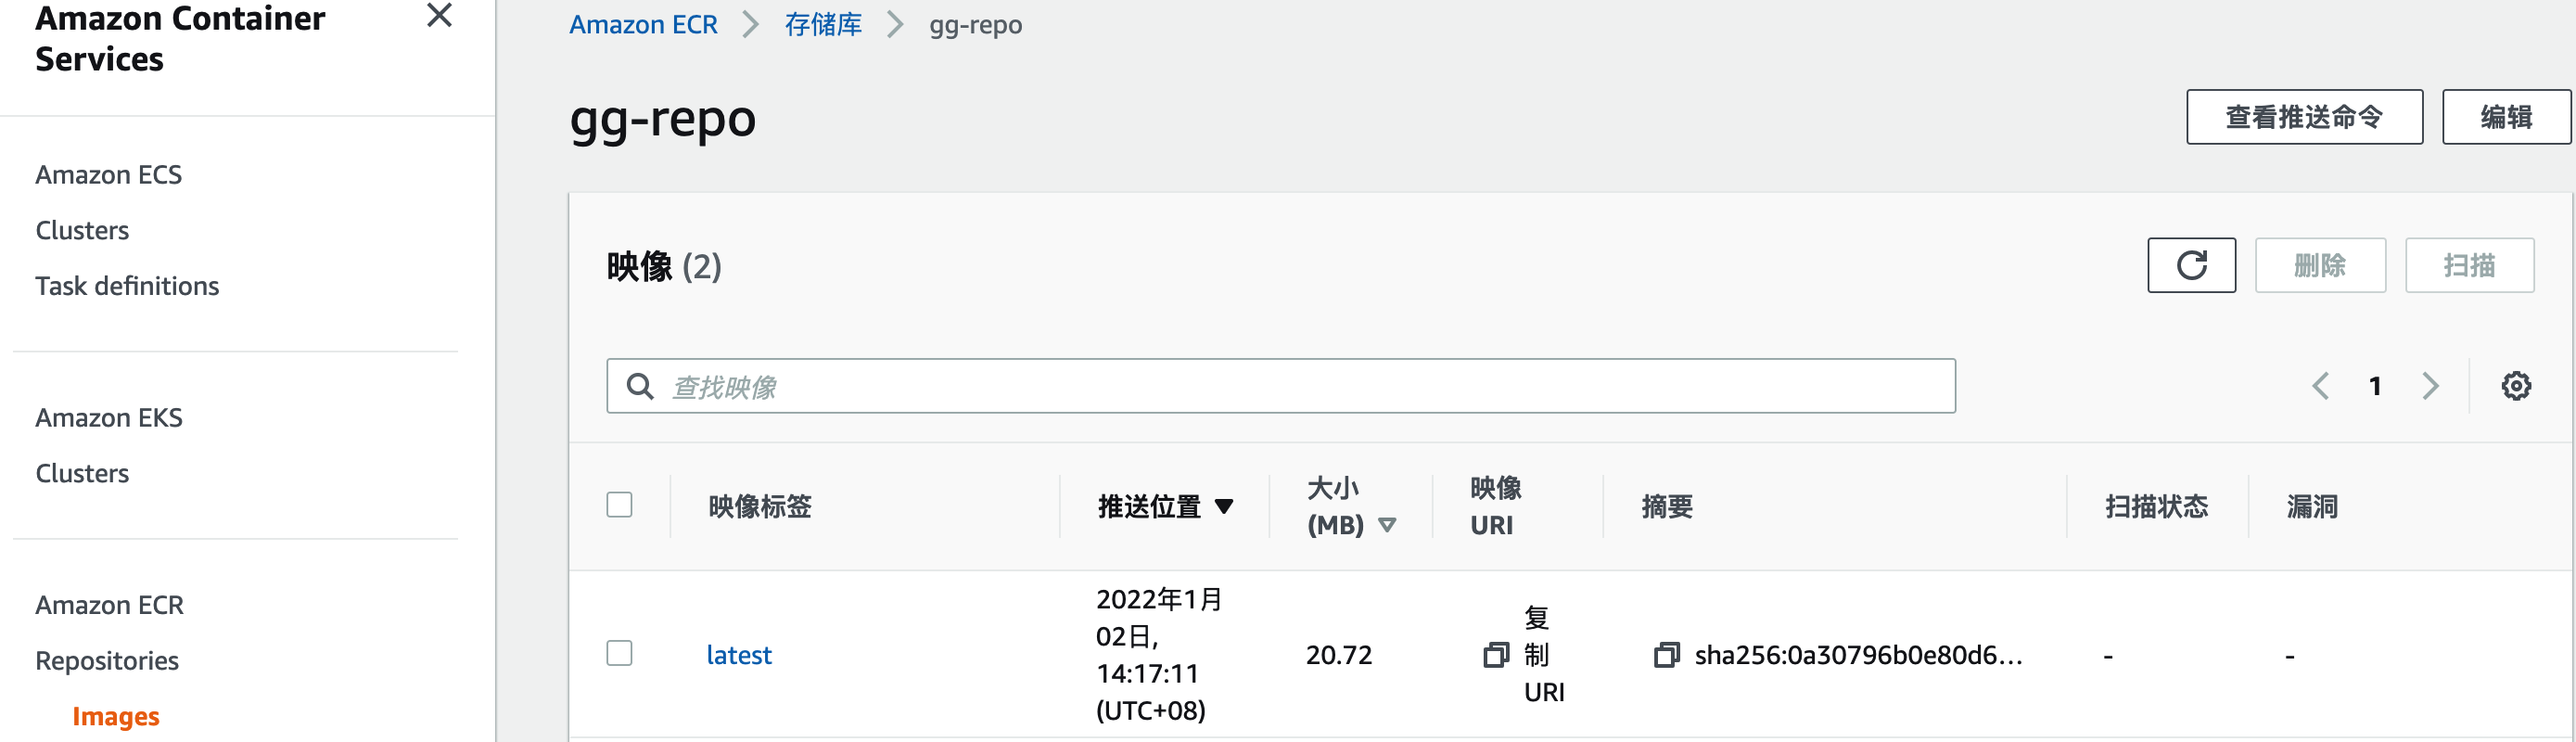 Amazon Container
Services
Amazon ECS
Clusters
Task definitions
Amazon EKS
Clusters
Amazon ECR
Repositories
Images
Amazon ECR
存储库
gg-repo
gg-repo
查看推送命令
编辑
映像 (2)
删除
扫描
查找映像
1
映像标签
推送位置
大小
(MB)
映像
URI
摘要
扫描状态
漏洞
latest
2022年1月
02日,
14:17:11
(UTC+08)
20.72
复
制
URI
sha256:0a30796b0e80d6...
-
-